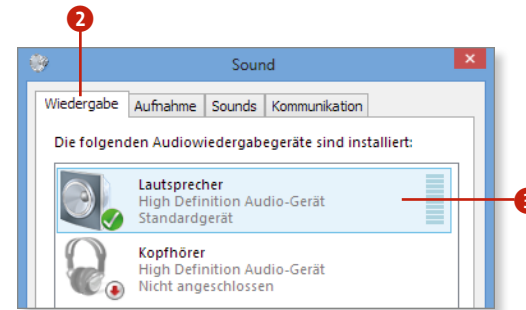 2
Sound
Wiedergabe Aufnahme Sounds Kommunikation
Die folgenden Audiowiedergabegeräte sind installiert:
Lautsprecher
High Definition Audio-Gerät
Standardgerät
3
Kopfhörer
High Definition Audio-Gerät
Nicht angeschlossen